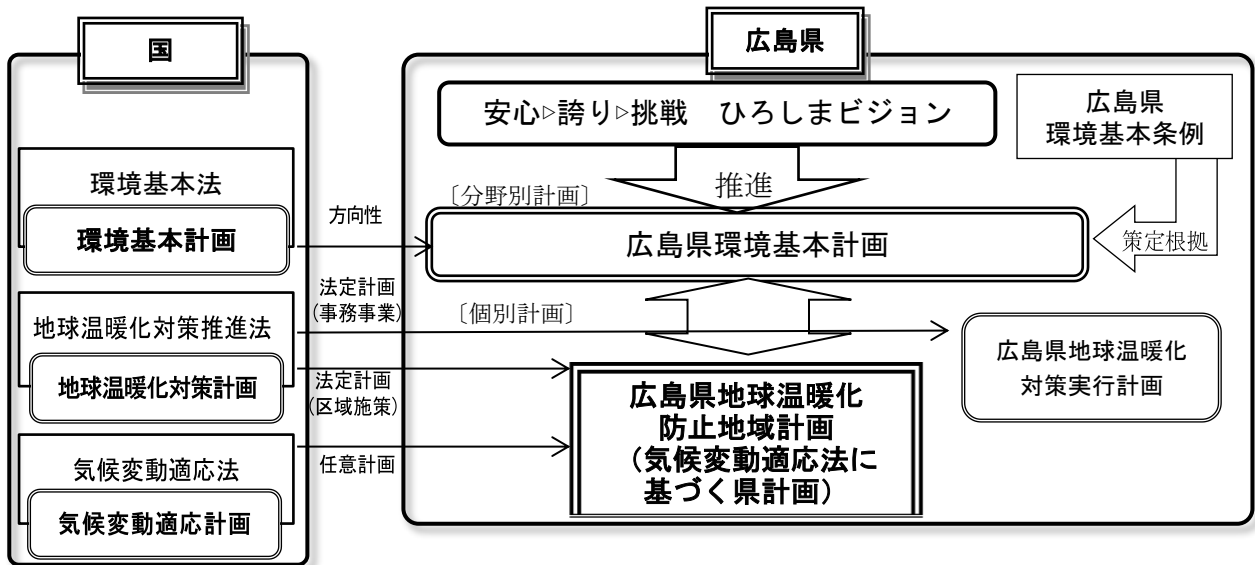 国
環境基本法
環境基本計画
地球温暖化対策推進法
地球温暖化対策計画
気候変動適応法
気候変動適応計画
方向性
法定計画
(事務事業)
法定計画
(区域施策)
任意計画
広島県
安心▷誇り▷挑戦　ひろしまビジョン
広島県
環境基本条例
推進
〔分野別計画〕
策定根拠
広島県環境基本計画
〔個別計画〕
広島県地球温暖化
対策実行計画
広島県地球温暖化
防止地域計画
（気候変動適応法に
基づく県計画）